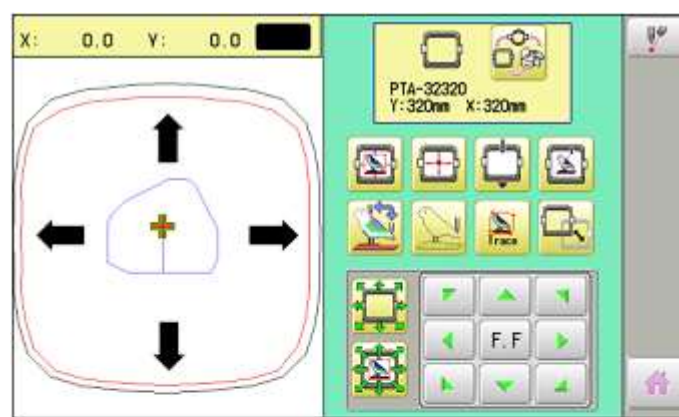 X: 0.0 Y: 0.0
PTA-32320
Y:320mm X:320mm
Trace
F.F